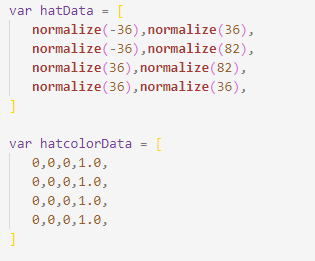 var hatData = [
normalize(-36),normalize(36),
normalize(-36),normalize(82),
normalize(36),normalize(82),
normalize(36),normalize(36),
]
var hatcolorData = [
0,0,0,1.0,
0,0,0,1.0,
0,0,0,1.0,
0,0,0,1.0,
]